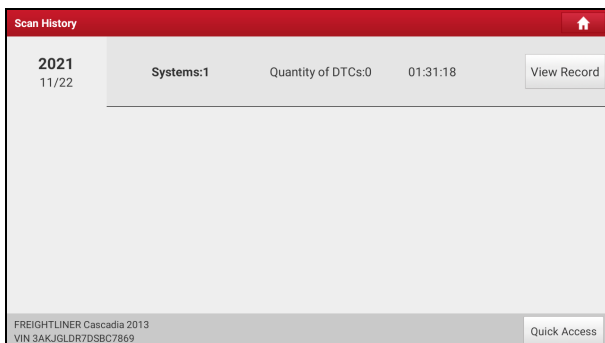 Scan History
2021
11/22
Systems:1 Quantity of DTCs:0 01:31:18 View Record
FREIGHTLINER Cascadia 2013
VIN 3AKJGLDR7DSBC7869
Quick Access